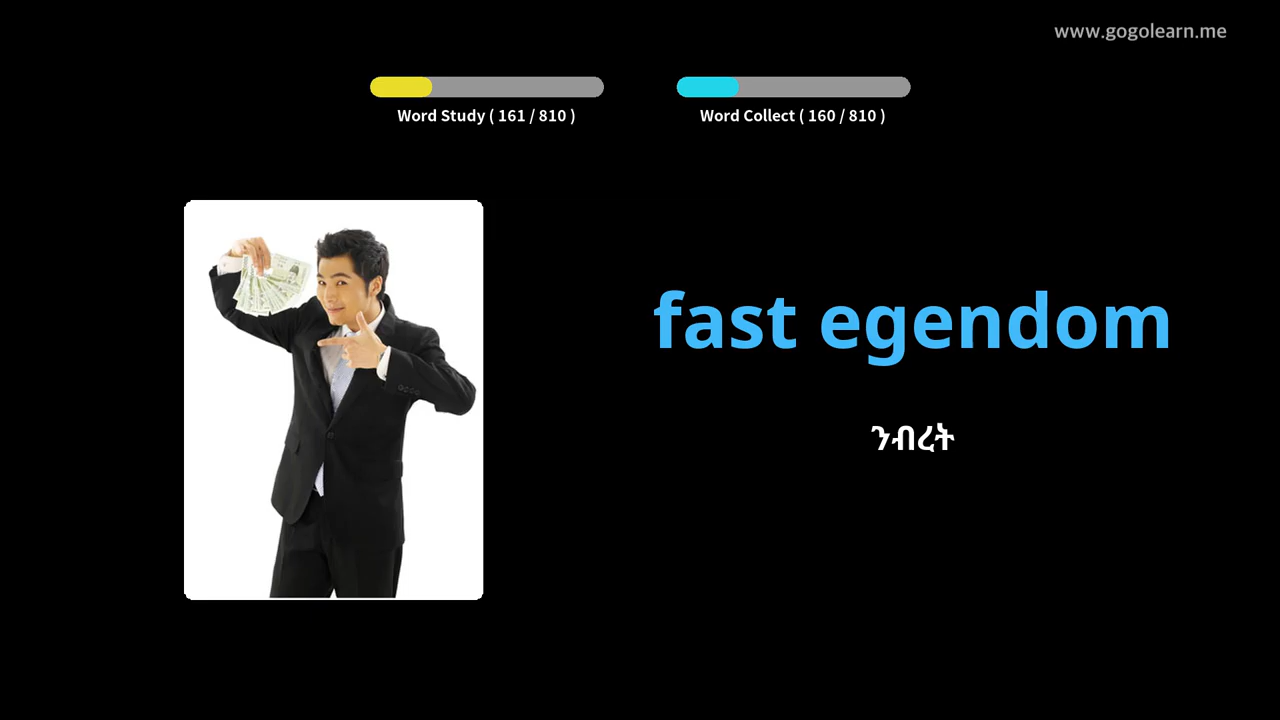 www.gogolearn.me
Word Study ( 161 / 810 )
Word Collect ( 160 / 810 )
fast egendom
ንብረት